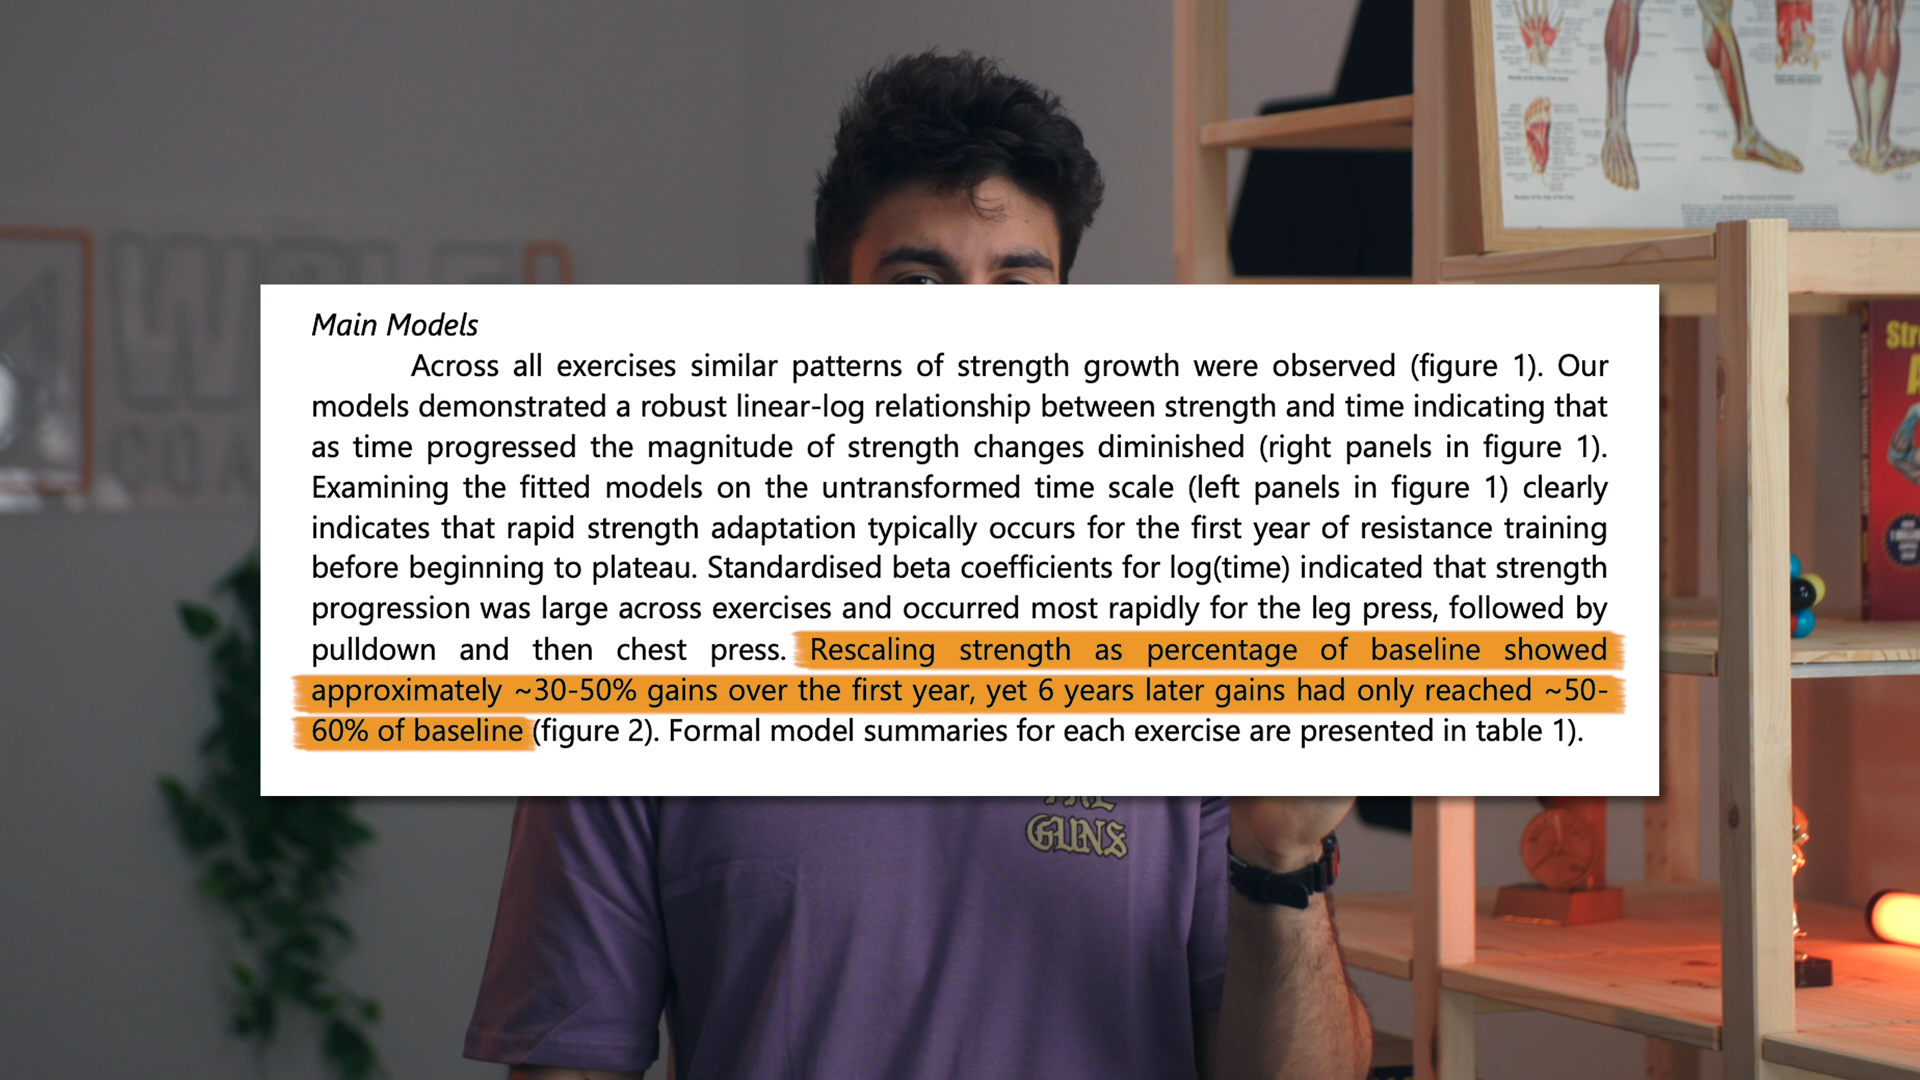 Main Models
Across all exercises similar patterns of strength growth were observed (figure 1). Our
models demonstrated a robust linear-log relationship between strength and time indicating that
as time progressed the magnitude of strength changes diminished (right panels in figure 1).
Examining the fitted models on the untransformed time scale (left panels in figure 1) clearly
indicates that rapid strength adaptation typically occurs for the first year of resistance training
before beginning to plateau. Standardised beta coefficients for log(time) indicated that strength
progression was large across exercises and occurred most rapidly for the leg press, followed by
pulldown and then chest press. Rescaling strength as percentage of baseline showed
approximately ~30-50% gains over the first year, yet 6 years later gains had only reached ~50-
60% of baseline (figure 2). Formal model summaries for each exercise are presented in table 1).
GUNS